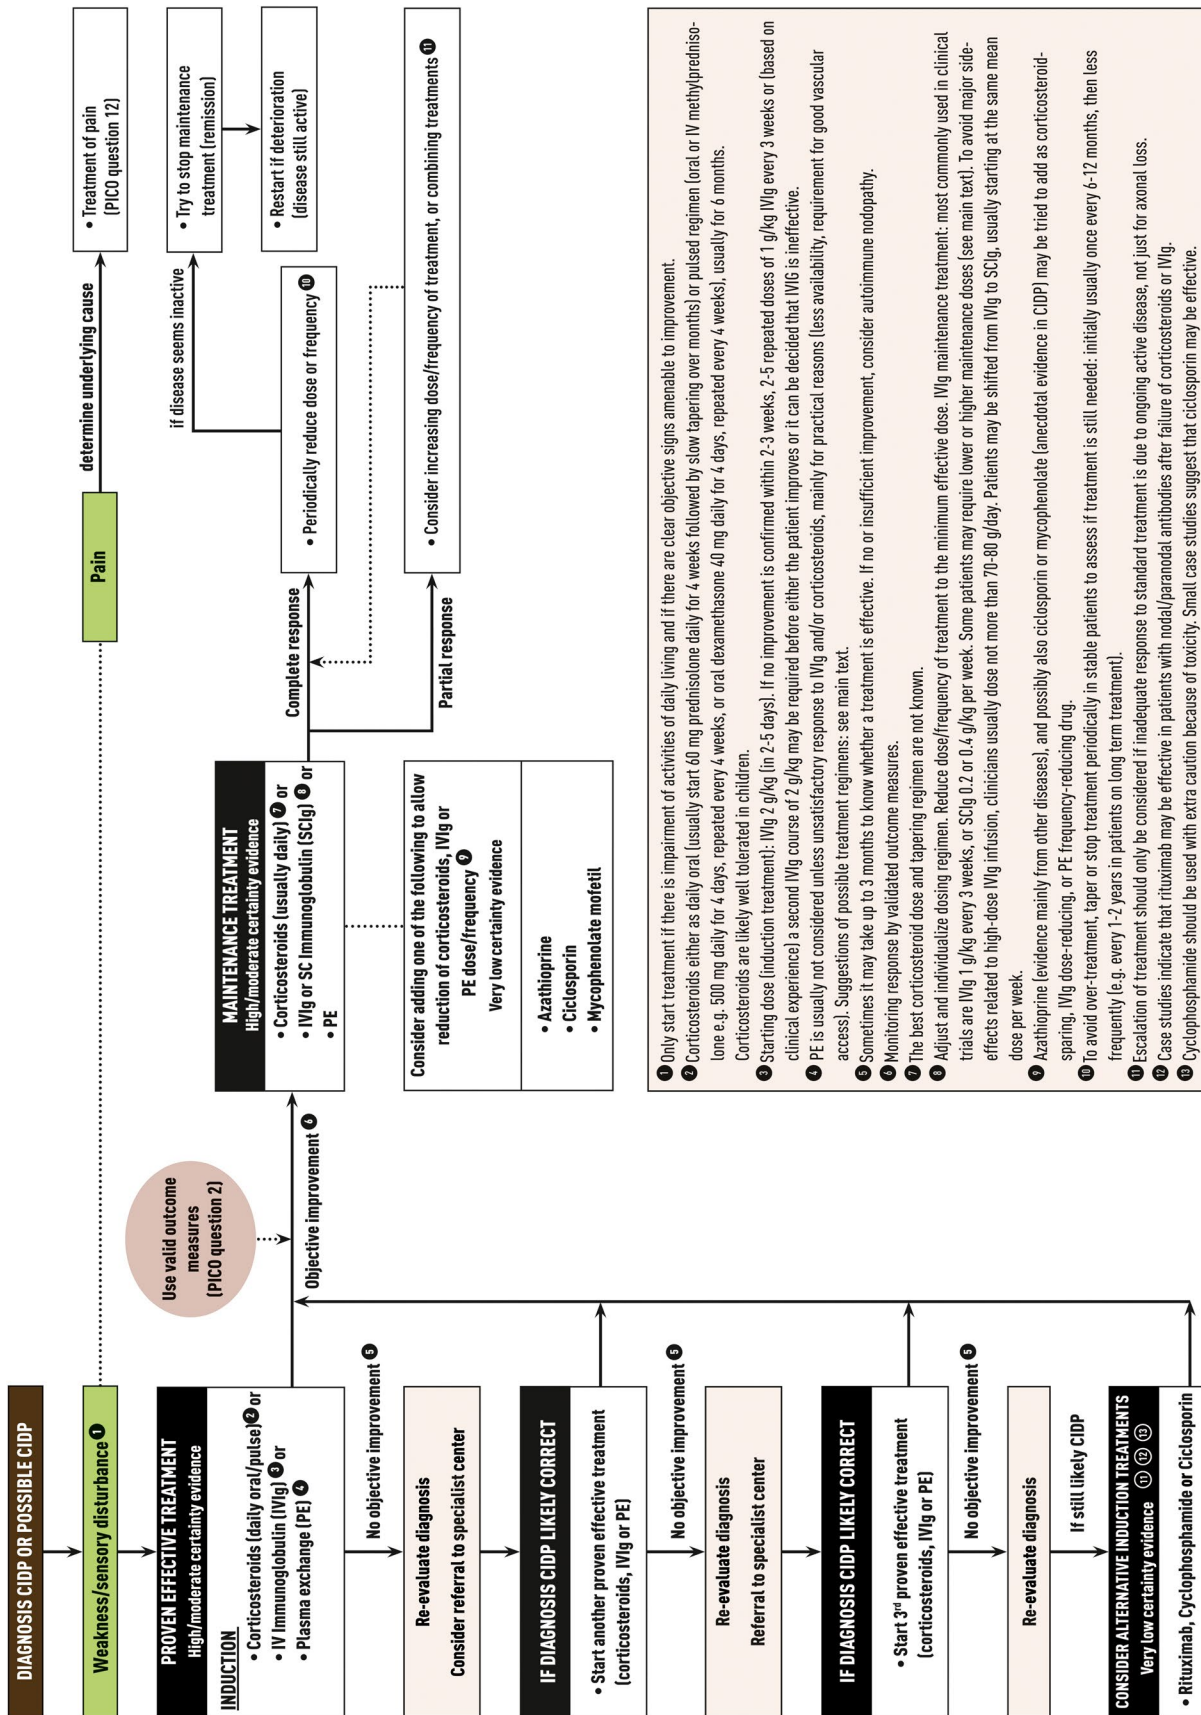 DIAGNOSIS CIDP OR POSSIBLE CIDP
Weakness/sensory disturbance ❶
Pain
determine underlying cause
• Treatment of pain
(PICO question 12)
PROVEN EFFECTIVE TREATMENT
High/moderate certainty evidence
INDUCTION
• Corticosteroids (daily oral/pulse) ❷ or
• IV Immunoglobulin (IVIg) ❸ or
• Plasma exchange (PE) ❹
Use valid outcome
measures
(PICO question 2)
Objective improvement ❻
MAINTENANCE TREATMENT
High/moderate certainty evidence
• Corticosteroids (usually daily) ❼ or
• IVIg or SC Immunoglobulin (SCIg) ❽ or
• PE
Consider adding one of the following to allow
reduction of corticosteroids, IVIg or
PE dose/frequency ❾
Very low certainty evidence
• Azathioprine
• Ciclosporin
• Mycophenolate mofetil
Complete response
Partial response
• Periodically reduce dose or frequency ❿
if disease seems inactive
• Try to stop maintenance
treatment (remission)
• Restart if deterioration
(disease still active)
• Consider increasing dose/frequency of treatment, or combining treatments ⓫
No objective improvement ❺
Re-evaluate diagnosis
Consider referral to specialist center
IF DIAGNOSIS CIDP LIKELY CORRECT
• Start another proven effective treatment
(corticosteroids, IVIg or PE)
No objective improvement ❺
Re-evaluate diagnosis
Referral to specialist center
IF DIAGNOSIS CIDP LIKELY CORRECT
• Start 3rd proven effective treatment
(corticosteroids, IVIg or PE)
No objective improvement ❺
Re-evaluate diagnosis
If still likely CIDP
CONSIDER ALTERNATIVE INDUCTION TREATMENTS
Very low certainty evidence ⑪ ⑫ ⑬
• Rituximab, Cyclophosphamide or Ciclosporin
❶ Only start treatment if there is impairment of activities of daily living and if there are clear objective signs amenable to improvement.
❷ Corticosteroids either as daily oral (usually start 60 mg prednisolone daily for 4 weeks followed by slow tapering over months) or pulsed regimen (oral or IV methylpredniso-
lone e.g. 500 mg daily for 4 days, repeated every 4 weeks, or oral dexamethasone 40 mg daily for 4 days, repeated every 4 weeks), usually for 6 months.
Corticosteroids are likely well tolerated in children.
❸ Starting dose (induction treatment): IVIg 2 g/kg (in 2-5 days). If no improvement is confirmed within 2-3 weeks, 2-5 repeated doses of 1 g/kg IVIg every 3 weeks or (based on
clinical experience) a second IVIg course of 2 g/kg may be required before either the patient improves or it can be decided that IVIG is ineffective.
❹ PE is usually not considered unless unsatisfactory response to IVIg and/or corticosteroids, mainly for practical reasons (less availability, requirement for good vascular
access). Suggestions of possible treatment regimens: see main text.
❺ Sometimes it may take up to 3 months to know whether a treatment is effective. If no or insufficient improvement, consider autoimmune nodopathy.
❻ Monitoring response by validated outcome measures.
❼ The best corticosteroid dose and tapering regimen are not known.
❽ Adjust and individualize dosing regimen. Reduce dose/frequency of treatment to the minimum effective dose. IVIg maintenance treatment: most commonly used in clinical
trials are IVIg 1 g/kg every 3 weeks, or SCIg 0.2 or 0.4 g/kg per week. Some patients may require lower or higher maintenance doses (see main text). To avoid major side-
effects related to high-dose IVIg infusion, clinicians usually dose not more than 70-80 g/day. Patients may be shifted from IVIg to SCIg, usually starting at the same mean
dose per week.
❾ Azathioprine (evidence mainly from other diseases), and possibly also ciclosporin or mycophenolate (anecdotal evidence in CIDP) may be tried to add as corticosteroid-
sparing, IVIg dose-reducing, or PE frequency-reducing drug.
❿ To avoid over-treatment, taper or stop treatment periodically in stable patients to assess if treatment is still needed: initially usually once every 6-12 months, then less
frequently (e.g. every 1-2 years in patients on long term treatment).
⓫ Escalation of treatment should only be considered if inadequate response to standard treatment is due to ongoing active disease, not just for axonal loss.
⓬ Case studies indicate that rituximab may be effective in patients with nodal/paranodal antibodies after failure of corticosteroids or IVIg.
⓭ Cyclophosphamide should be used with extra caution because of toxicity. Small case studies suggest that ciclosporin may be effective.